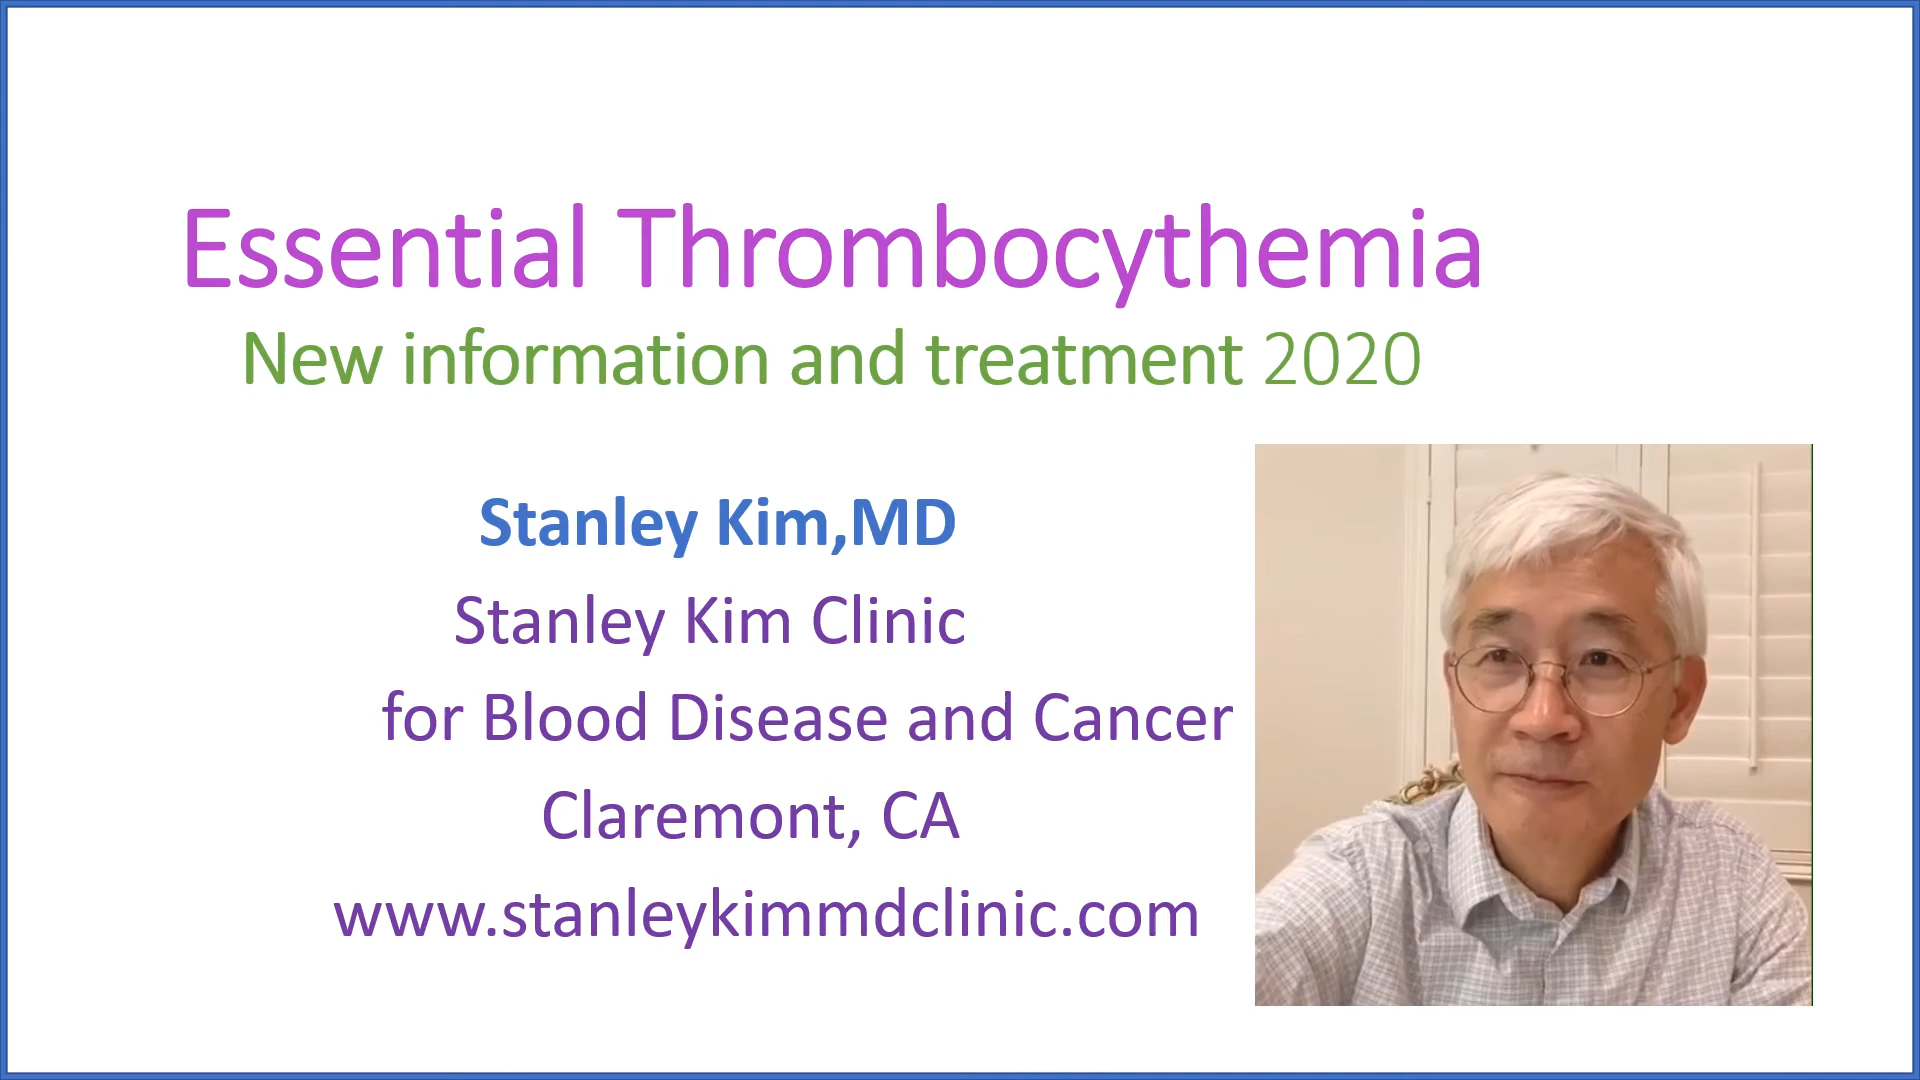 Essential Thrombocythemia
New information and treatment 2020
Stanley Kim,MD
Stanley Kim Clinic
for Blood Disease and Cancer
Claremont, CA
www.stanleykimmdclinic.com